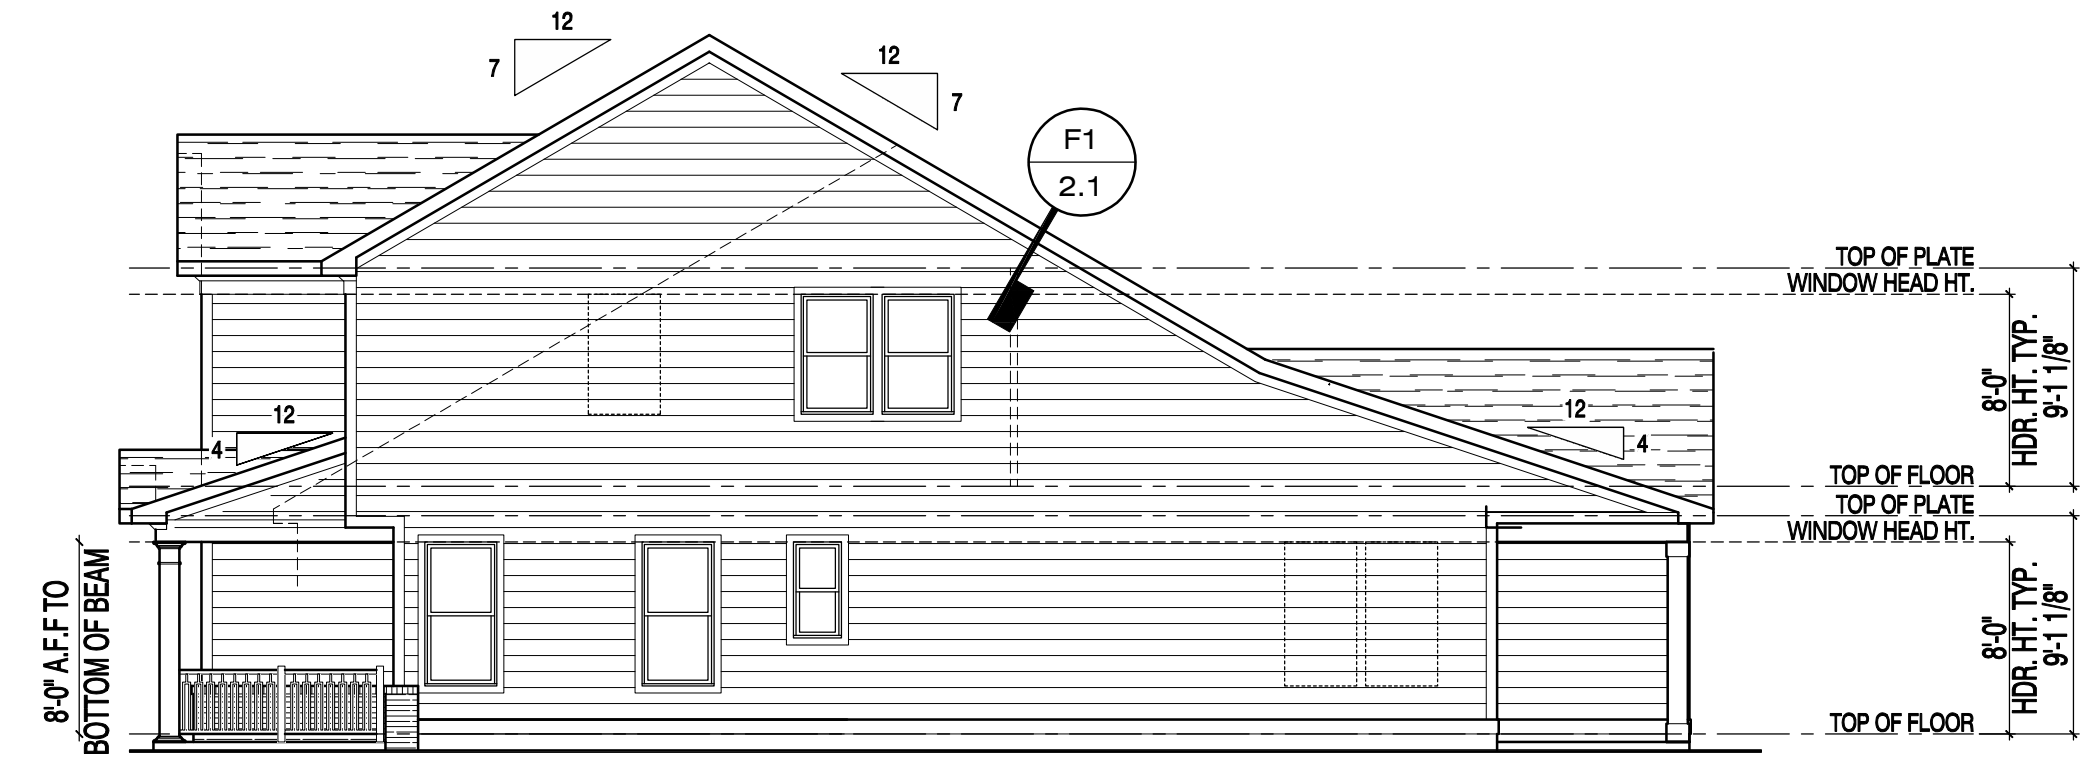 12
7
12
7
F1
2.1
TOP OF PLATE
WINDOW HEAD HT.
8'-0"
HDR. HT. TYP.
9'-1 1/8"
12
4
12
4
TOP OF FLOOR
TOP OF PLATE
WINDOW HEAD HT.
8'-0" A.F.F TO
BOTTOM OF BEAM
8'-0"
HDR. HT. TYP.
9'-1 1/8"
TOP OF FLOOR